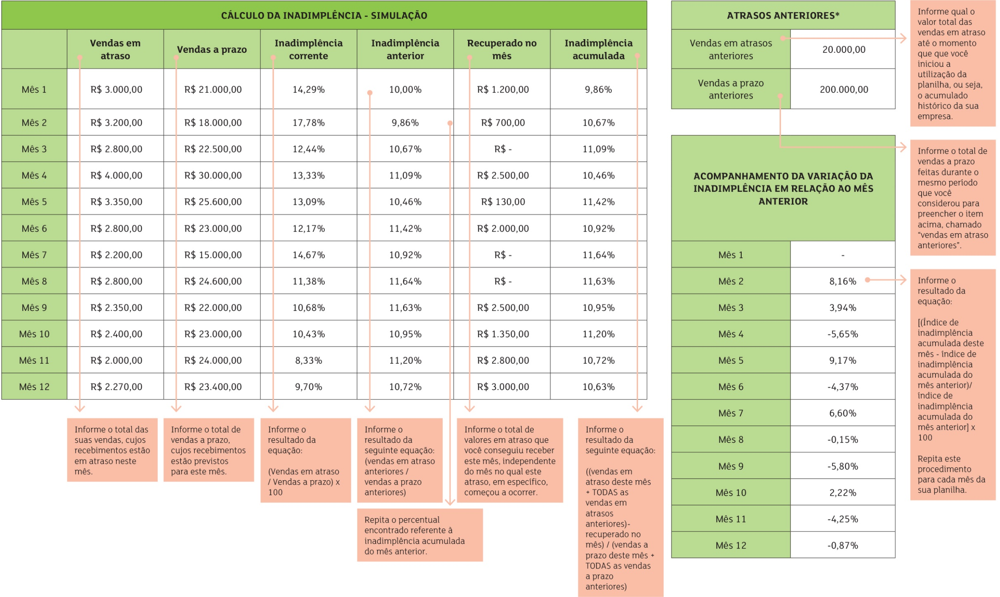 CÁLCULO DA INADIMPLÊNCIA - SIMULAÇÃO
Vendas em
atraso
Vendas a prazo
Inadimplência
corrente
Inadimplência
anterior
Recuperado no
mês
Inadimplência
acumulada
Mês 1 R$ 3.000,00 R$ 21.000,00 14,29% 10,00% R$ 1.200,00 9,86%
Mês 2 R$ 3.200,00 R$ 18.000,00 17,78% 9,86% R$ 700,00 10,67%
Mês 3 R$ 2.800,00 R$ 22.500,00 12,44% 10,67% R$ - 11,09%
Mês 4 R$ 4.000,00 R$ 30.000,00 13,33% 11,09% R$ 2.500,00 10,46%
Mês 5 R$ 3.350,00 R$ 25.600,00 13,09% 10,46% R$ 130,00 11,42%
Mês 6 R$ 2.800,00 R$ 23.000,00 12,17% 11,42% R$ 2.000,00 10,92%
Mês 7 R$ 2.200,00 R$ 15.000,00 14,67% 10,92% R$ - 11,64%
Mês 8 R$ 2.800,00 R$ 24.600,00 11,38% 11,64% R$ - 11,63%
Mês 9 R$ 2.350,00 R$ 22.000,00 10,68% 11,63% R$ 2.500,00 10,95%
Mês 10 R$ 2.400,00 R$ 23.000,00 10,43% 10,95% R$ 1.350,00 11,20%
Mês 11 R$ 2.000,00 R$ 24.000,00 8,33% 11,20% R$ 2.800,00 10,72%
Mês 12 R$ 2.270,00 R$ 23.400,00 9,70% 10,72% R$ 3.000,00 10,63%
Informe o total das
suas vendas, cujos
recebimentos estão
em atraso neste
mês.
Informe o total de
vendas a prazo,
cujos recebimentos
estão previstos
para este mês.
Informe o
resultado da
equação:
(Vendas em atraso
/ Vendas a prazo) x
100
Informe o
resultado da
seguinte equação:
(vendas em atraso
anteriores /
vendas a prazo
anteriores)
Repita o percentual
encontrado referente à
inadimplência acumulada
do mês anterior.
Informe o total de
valores em atraso que
você conseguiu receber
este mês, independente
do mês no qual este
atraso, em específico,
começou a ocorrer.
Informe o
resultado da
seguinte equação:
((vendas em
atraso deste mês
+ TODAS as
vendas em
atrasos
anteriores)-
recuperado no
mês) / (vendas a
prazo deste mês +
TODAS as vendas
a prazo
anteriores)
ATRASOS ANTERIORES*
Vendas em atrasos
anteriores
20.000,00
Vendas a prazo
anteriores
200.000,00
ACOMPANHAMENTO DA VARIAÇÃO DA
INADIMPLÊNCIA EM RELAÇÃO AO MÊS
ANTERIOR
Mês 1 -
Mês 2 8,16%
Mês 3 3,94%
Mês 4 -5,65%
Mês 5 9,17%
Mês 6 -4,37%
Mês 7 6,60%
Mês 8 -0,15%
Mês 9 -5,80%
Mês 10 2,22%
Mês 11 -4,25%
Mês 12 -0,87%
Informe qual o
valor total das
vendas em atraso
até o momento
que que você
iniciou a
utilização da
planilha, ou seja,
o acumulado
histórico da sua
empresa.
Informe o total de
vendas a prazo
feitas durante o
mesmo período
que você
considerou para
preencher o item
acima, chamado
“vendas em atraso
anteriores”.
Informe o
resultado da
equação:
[(Índice de
inadimplência
acumulada deste
mês - índice de
inadimplência
acumulada do
mês anterior)/
índice de
inadimplência
acumulada do
mês anterior] x
100
Repita este
procedimento
para cada mês da
sua planilha.